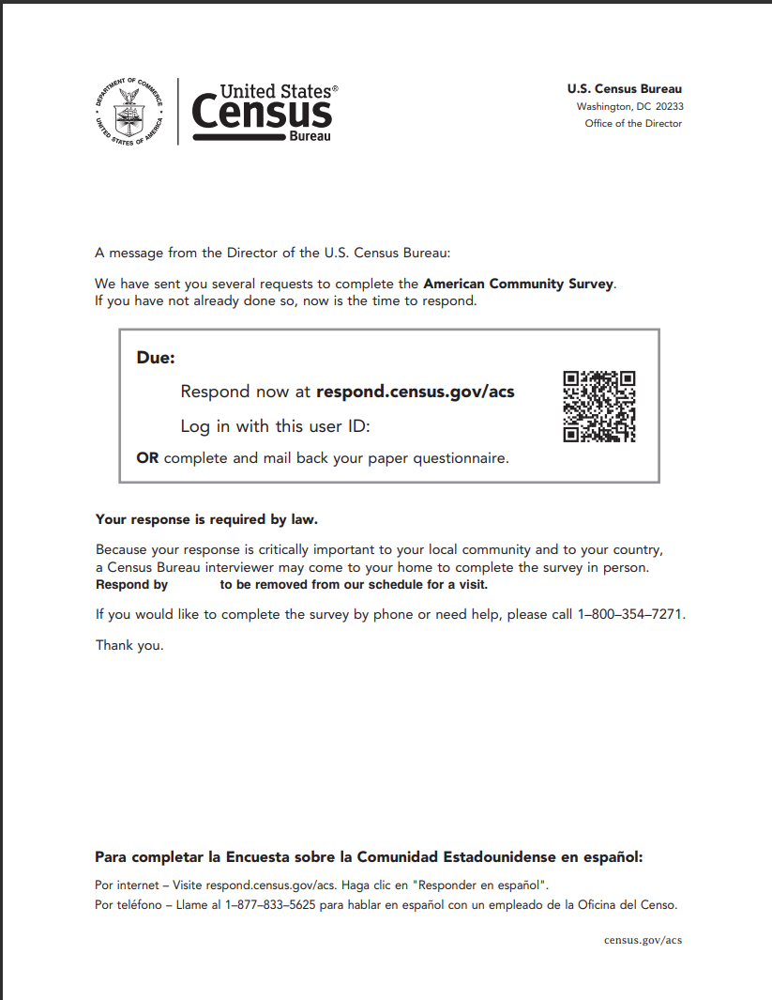 DEPARTMENT OF COMMERCE
UNITED STATES OF AMERICA
United States®
Census
Bureau
U.S. Census Bureau
Washington, DC 20233
Office of the Director
A message from the Director of the U.S. Census Bureau:
We have sent you several requests to complete the American Community Survey.
If you have not already done so, now is the time to respond.
Due:
Respond now at respond.census.gov/acs
Log in with this user ID:
OR complete and mail back your paper questionnaire.
Your response is required by law.
Because your response is critically important to your local community and to your country,
a Census Bureau interviewer may come to your home to complete the survey in person.
Respond by to be removed from our schedule for a visit.
If you would like to complete the survey by phone or need help, please call 1–800–354–7271.
Thank you.
Para completar la Encuesta sobre la Comunidad Estadounidense en español:
Por internet – Visite respond.census.gov/acs. Haga clic en "Responder en español".
Por teléfono – Llame al 1–877–833–5625 para hablar en español con un empleado de la Oficina del Censo.
census.gov/acs